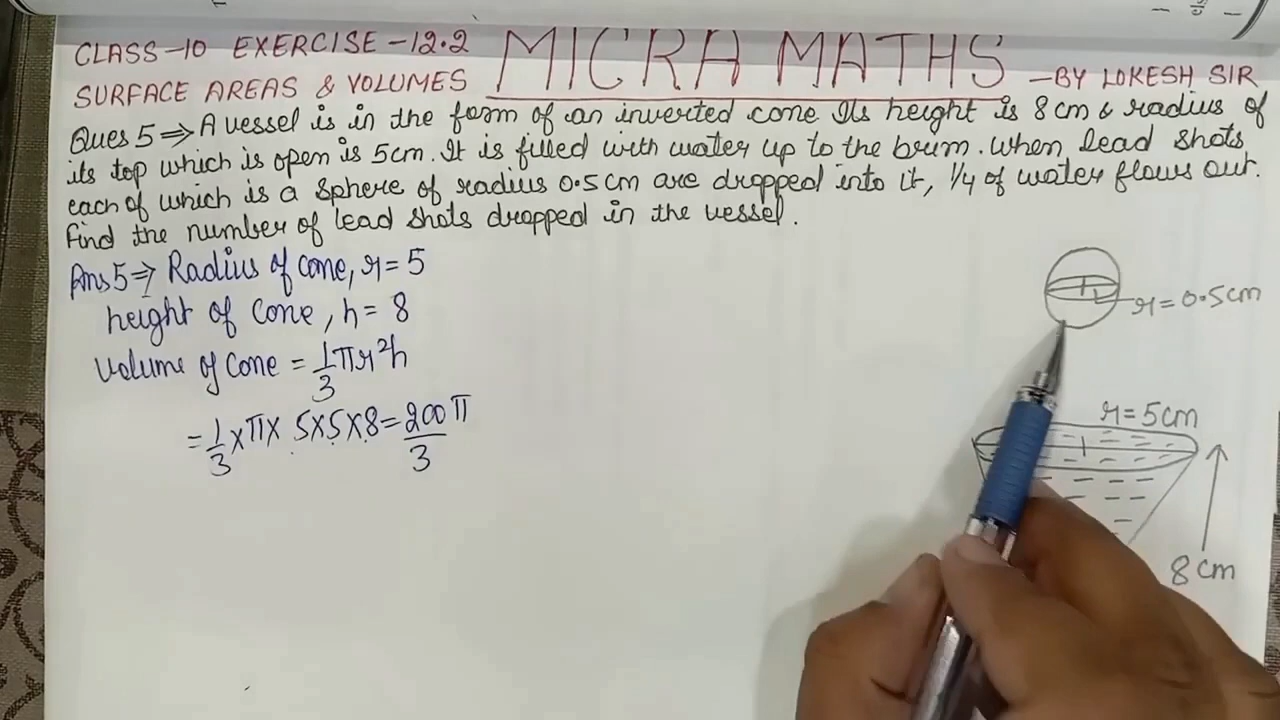 CLASS-10 EXERCISE-12.2 MICRA MATHS
SURFACE AREAS & VOLUMES -BY LOKESH SIR
Ques 5 ⇒ A vessel is in the form of an inverted cone Its height is 8 cm & radius of
its top which is open is 5cm. It is filled with water up to the brim. When lead shots
each of which is a sphere of radius 0.5 cm are dropped into it, 1/4 of water flows out.
Find the number of lead shots dropped in the vessel.
Ans 5 ⇒ Radius of cone, r = 5
height of cone, h = 8
Volume of cone = 1/3 πr²h
= 1/3 × π × 5×5×8 = 200π/3
r = 0.5cm
r = 5cm
8 cm